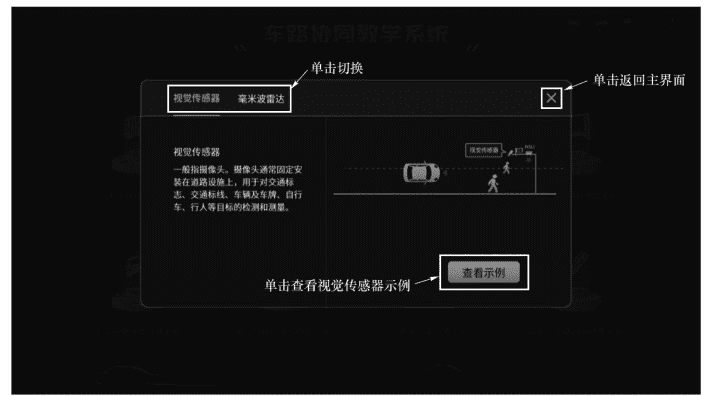 车路协同教学系统
单击切换
单击返回主界面
视觉传感器
毫米波雷达
视觉传感器
一般指摄像头。摄像头通常固定安
装在道路设施上，用于对交通标
志、交通标线、车辆及车牌、自行
车、行人等目标的检测和测量。
视觉传感器
查看示例
单击查看视觉传感器示例